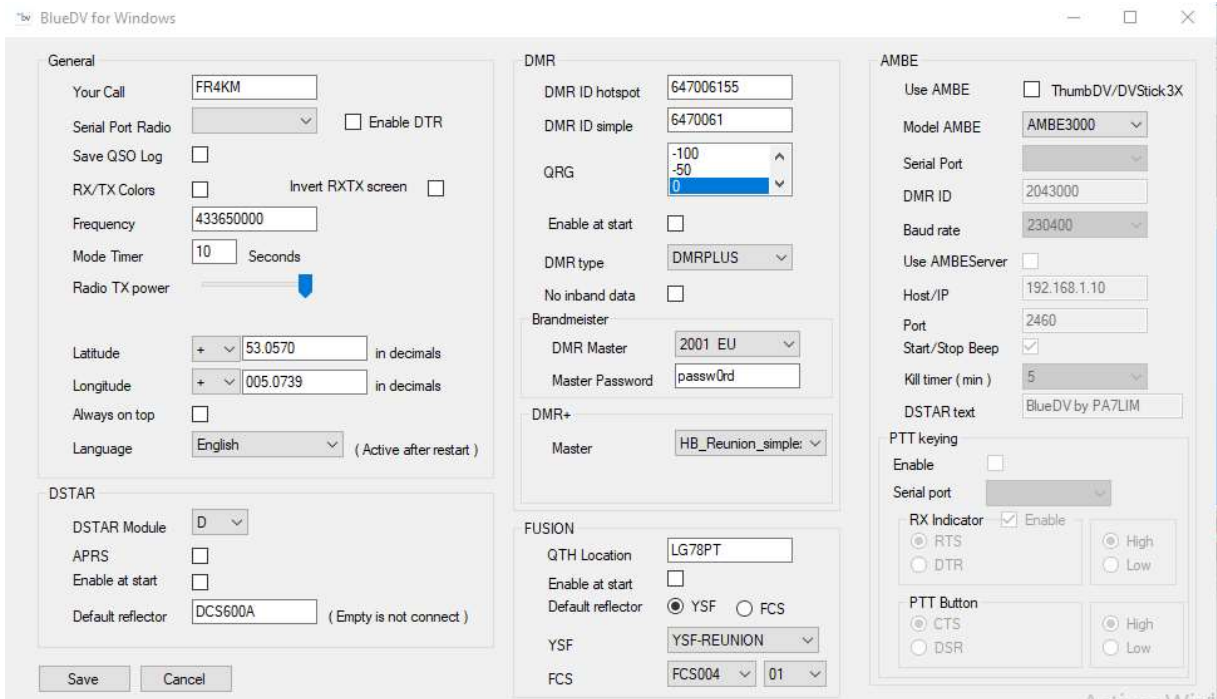 BlueDV for Windows
General
Your Call FR4KM
Serial Port Radio Enable DTR
Save QSO Log
RX/TX Colors Invert RXTX screen
Frequency 433650000
Mode Timer 10 Seconds
Radio TX power
Latitude + 53.0570 in decimals
Longitude + 005.0739 in decimals
Always on top
Language English ( Active after restart )
DSTAR
DSTAR Module D
APRS
Enable at start
Default reflector DCS600A ( Empty is not connect )
Save Cancel
DMR
DMR ID hotspot 647006155
DMR ID simple 6470061
-100
QRG -50
0
Enable at start
DMR type DMRPLUS
No inband data
Brandmeister
DMR Master 2001 EU
Master Password passw0rd
DMR+
Master HB_Reunion_simple
FUSION
QTH Location LG78PT
Enable at start
Default reflector YSF FCS
YSF YSF-REUNION
FCS FCS004 01
AMBE
Use AMBE ThumbDV/DVStick3X
Model AMBE AMBE3000
Serial Port
DMR ID 2043000
Baud rate 230400
Use AMBEServer
Host/IP 192.168.1.10
Port 2460
Start/Stop Beep
Kill timer ( min ) 5
DSTAR text BlueDV by PA7LIM
PTT keying
Enable
Serial port
RX Indicator Enable
RTS High
DTR Low
PTT Button
CTS High
DSR Low